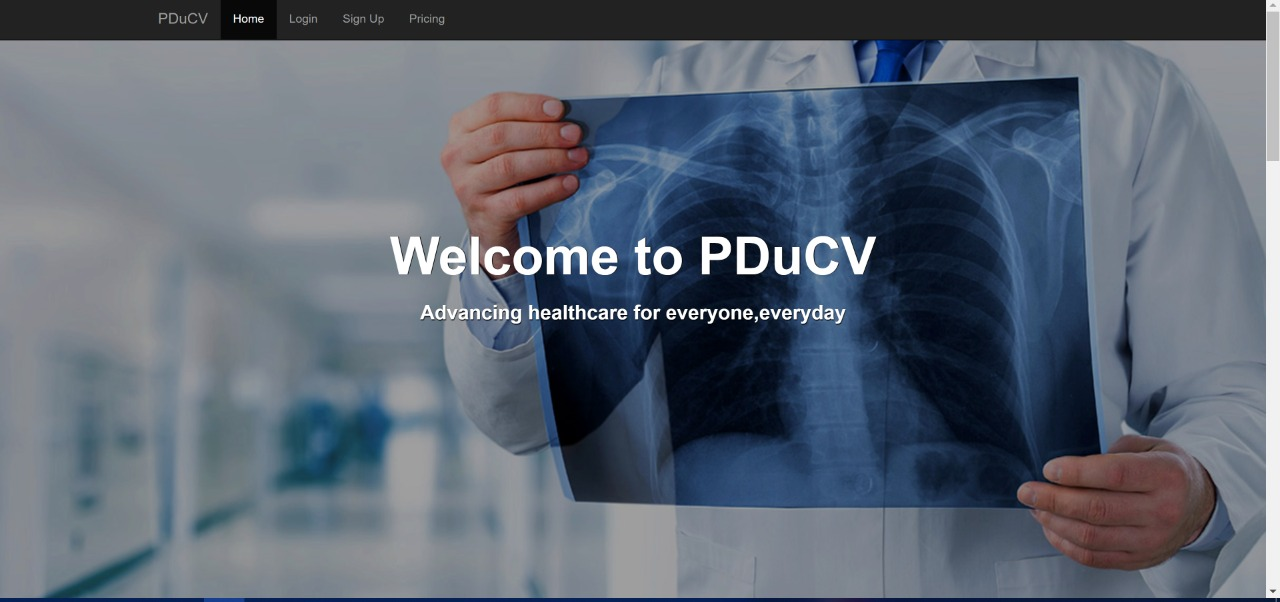 PDuCV Home Login Sign Up Pricing
Welcome to PDuCV
Advancing healthcare for everyone,everyday